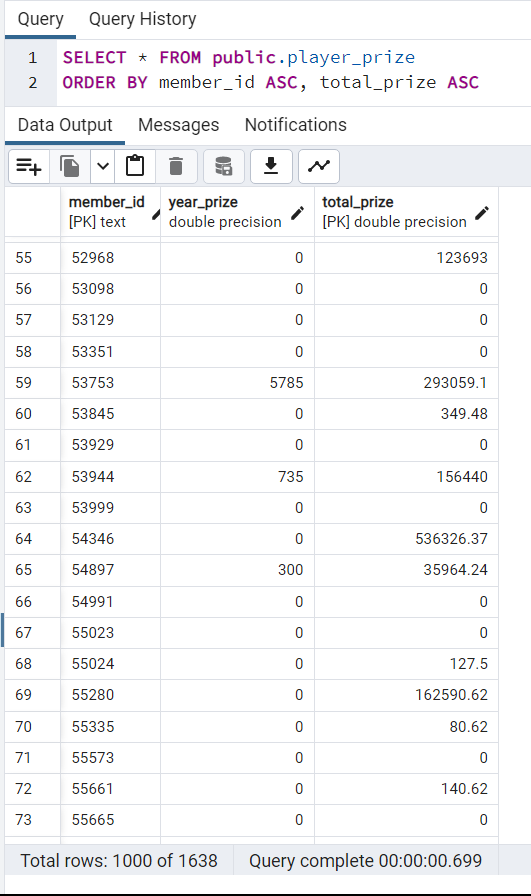 Query Query History
1 SELECT * FROM public.player_prize
2 ORDER BY member_id ASC, total_prize ASC
Data Output Messages Notifications
member_id year_prize total_prize
[PK] text double precision [PK] double precision
55 52968 0 123693
56 53098 0 0
57 53129 0 0
58 53351 0 0
59 53753 5785 293059.1
60 53845 0 349.48
61 53929 0 0
62 53944 735 156440
63 53999 0 0
64 54346 0 536326.37
65 54897 300 35964.24
66 54991 0 0
67 55023 0 0
68 55024 0 127.5
69 55280 0 162590.62
70 55335 0 80.62
71 55573 0 0
72 55661 0 140.62
73 55665 0 0
Total rows: 1000 of 1638 Query complete 00:00:00.699